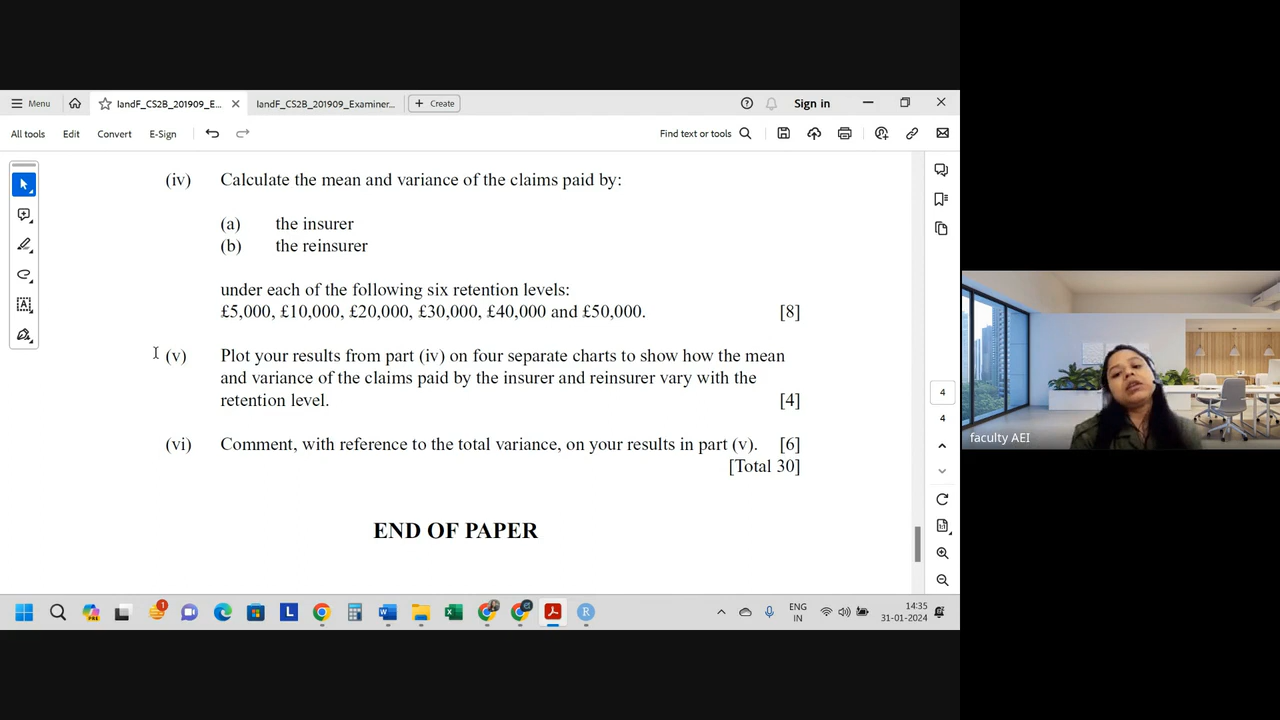 Menu
IandF_CS2B_201909_E...
IandF_CS2B_201909_Examiner...
Create
Sign in
All tools
Edit
Convert
E-Sign
Find text or tools
(iv) Calculate the mean and variance of the claims paid by:
(a) the insurer
(b) the reinsurer
under each of the following six retention levels:
£5,000, £10,000, £20,000, £30,000, £40,000 and £50,000. [8]
(v) Plot your results from part (iv) on four separate charts to show how the mean
and variance of the claims paid by the insurer and reinsurer vary with the
retention level. [4]
(vi) Comment, with reference to the total variance, on your results in part (v). [6]
[Total 30]
END OF PAPER
4
4
faculty AEI
PRE
1
L
R
ENG
IN
14:35
31-01-2024